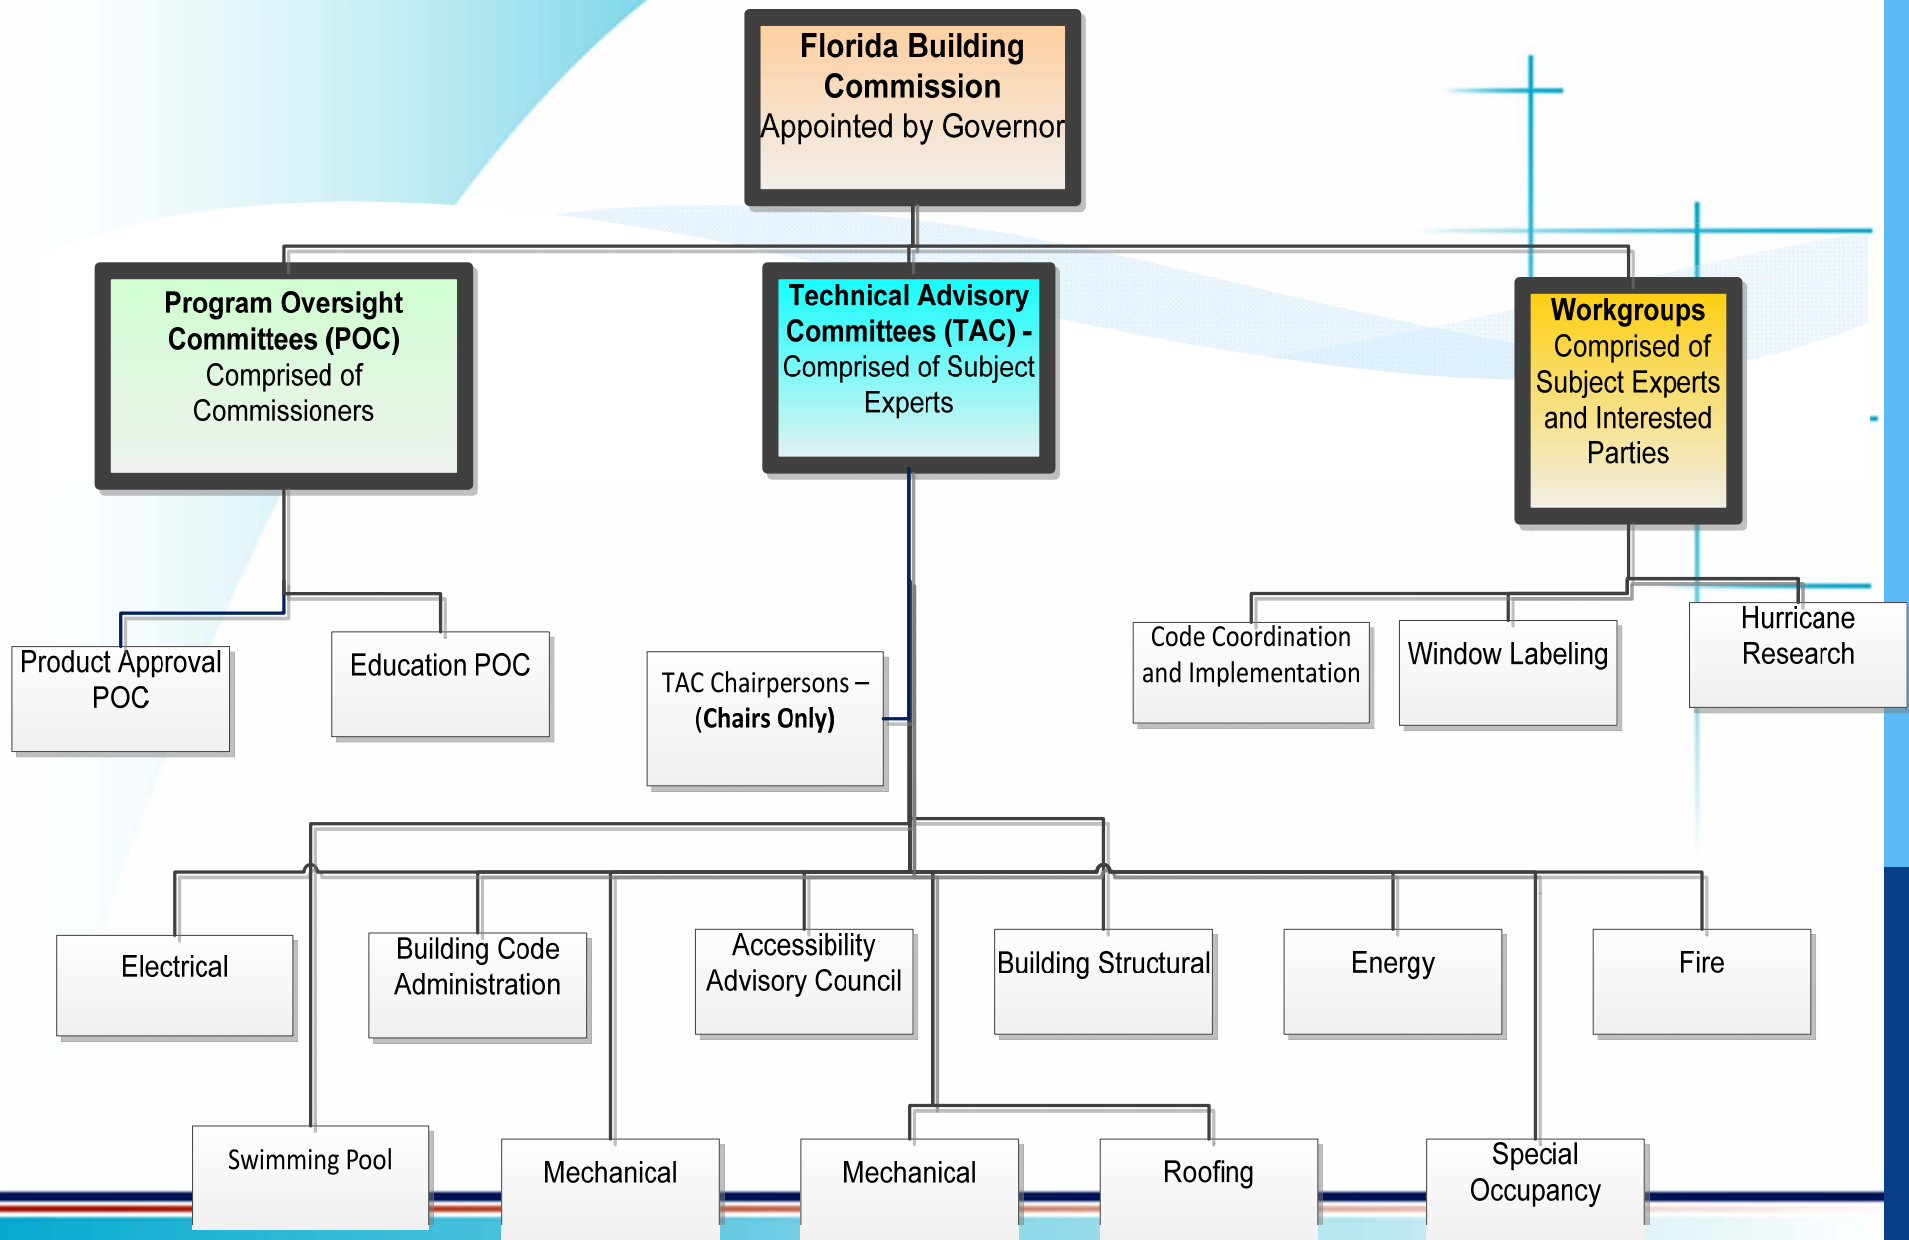 Florida Building
Commission
Appointed by Governor
Program Oversight
Committees (POC)
Comprised of
Commissioners
Technical Advisory
Committees (TAC) -
Comprised of Subject
Experts
Workgroups
Comprised of
Subject Experts
and Interested
Parties
Product Approval
POC
Education POC
TAC Chairpersons –
(Chairs Only)
Code Coordination
and Implementation
Window Labeling
Hurricane
Research
Electrical
Building Code
Administration
Accessibility
Advisory Council
Building Structural
Energy
Fire
Swimming Pool
Mechanical
Mechanical
Roofing
Special
Occupancy